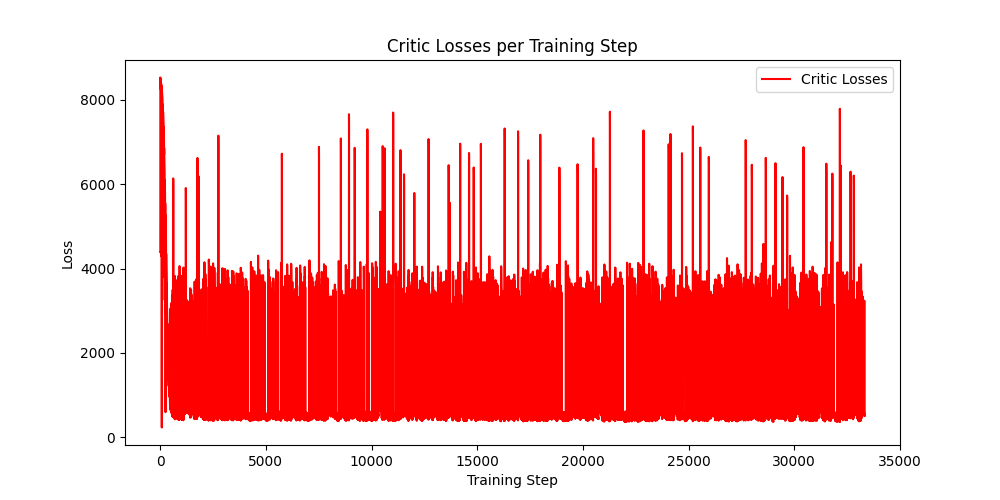 Critic Losses per Training Step
Critic Losses
Loss
8000
6000
4000
2000
0
0 5000 10000 15000 20000 25000 30000 35000
Training Step